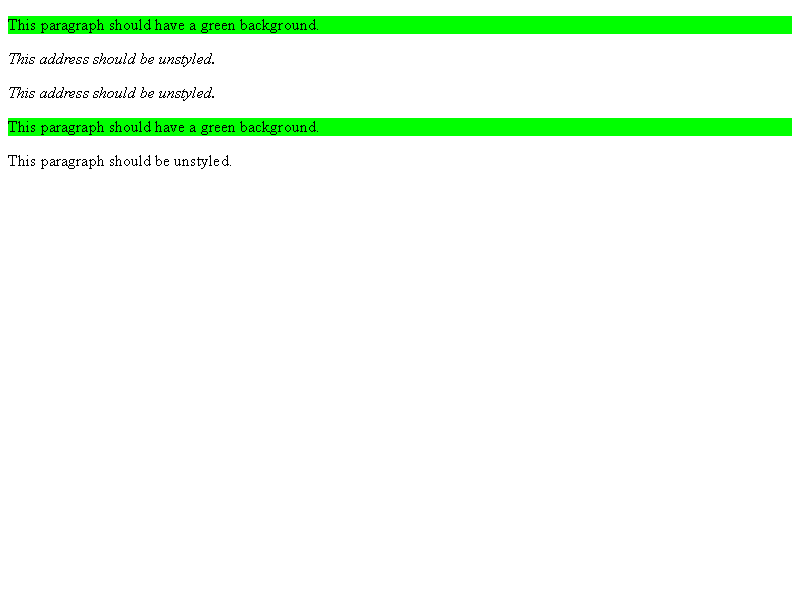 This paragraph should have a green background.
This address should be unstyled.
This address should be unstyled.
This paragraph should have a green background.
This paragraph should be unstyled.